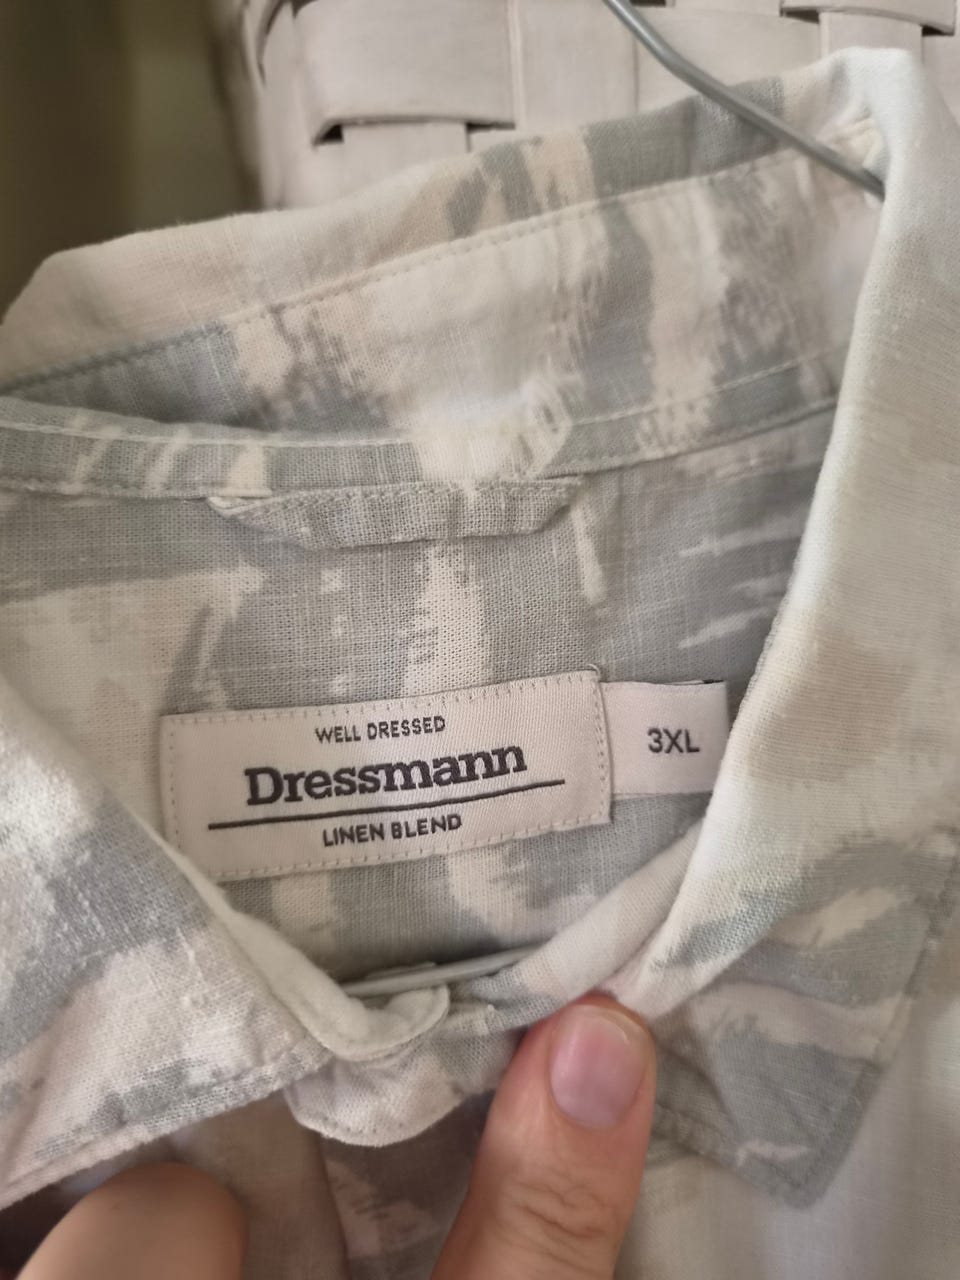 WELL DRESSED
Dressmann
LINEN BLEND
3XL